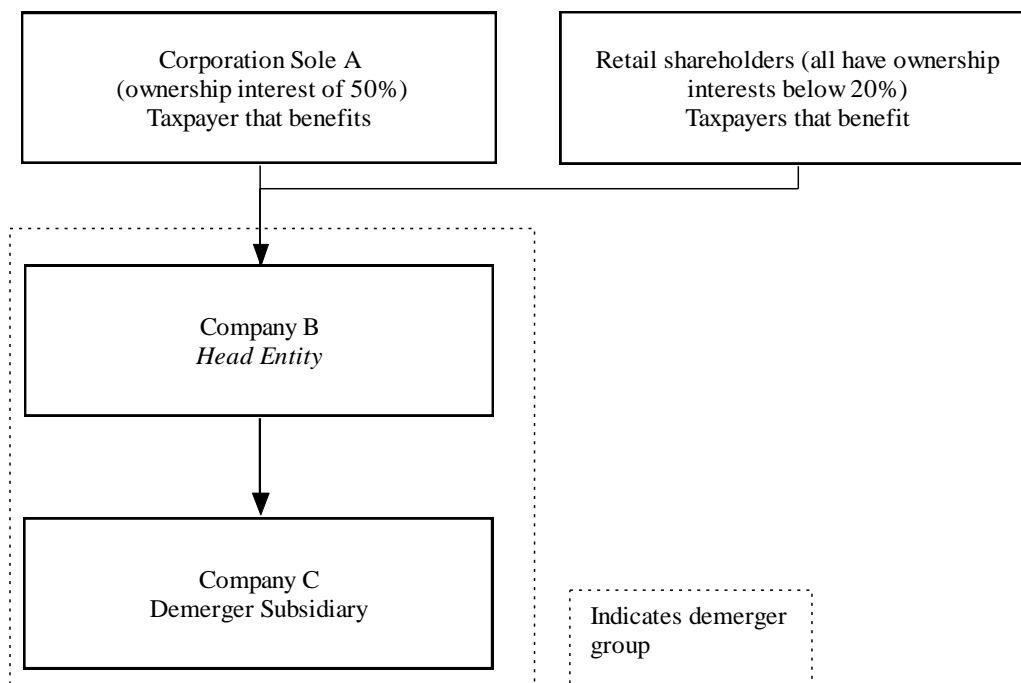 Corporation Sole A
(ownership interest of 50%)
Taxpayer that benefits
Retail shareholders (all have ownership
interests below 20%)
Taxpayers that benefit
Company B
Head Entity
Company C
Demerger Subsidiary
Indicates demerger
group